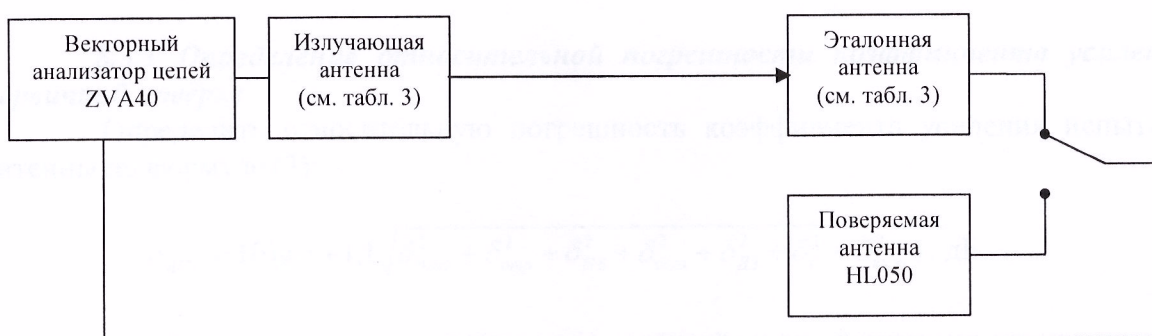 Векторный
анализатор цепей
ZVA40
Излучающая
антенна
(см. табл. 3)
Эталонная
антенна
(см. табл. 3)
Поверяемая
антенна
HL050